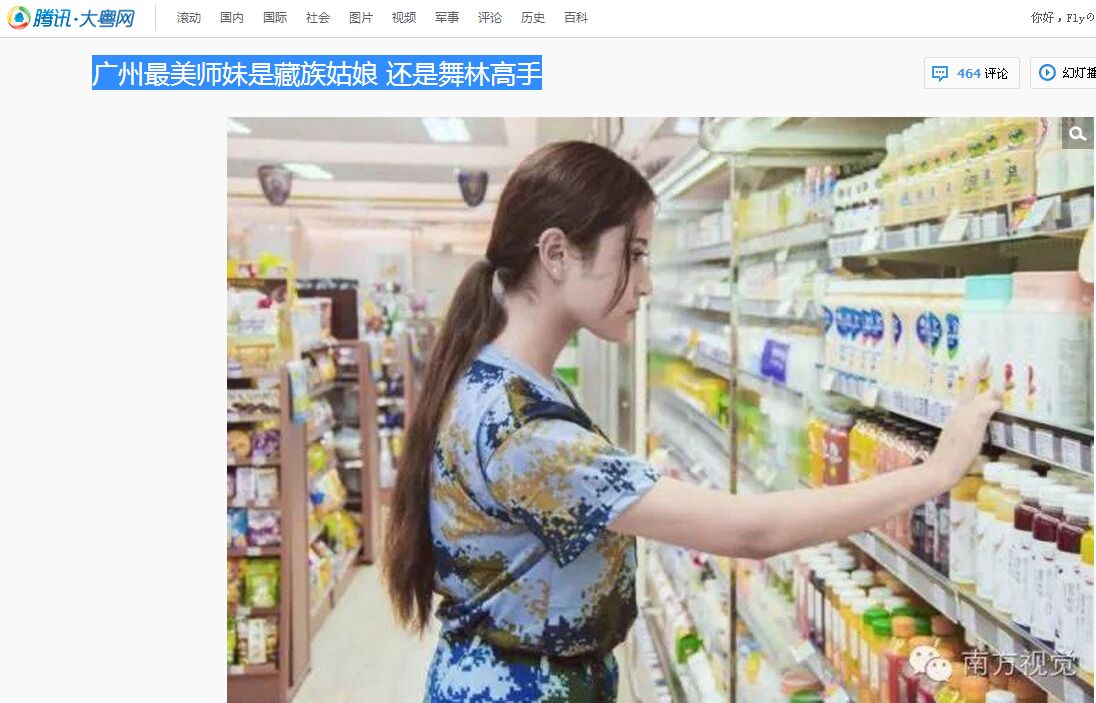 腾讯·大粤网
滚动 国内 国际 社会 图片 视频 军事 评论 历史 百科
你好，Fly
广州最美师妹是藏族姑娘 还是舞林高手
464 评论
幻灯播
南方视觉